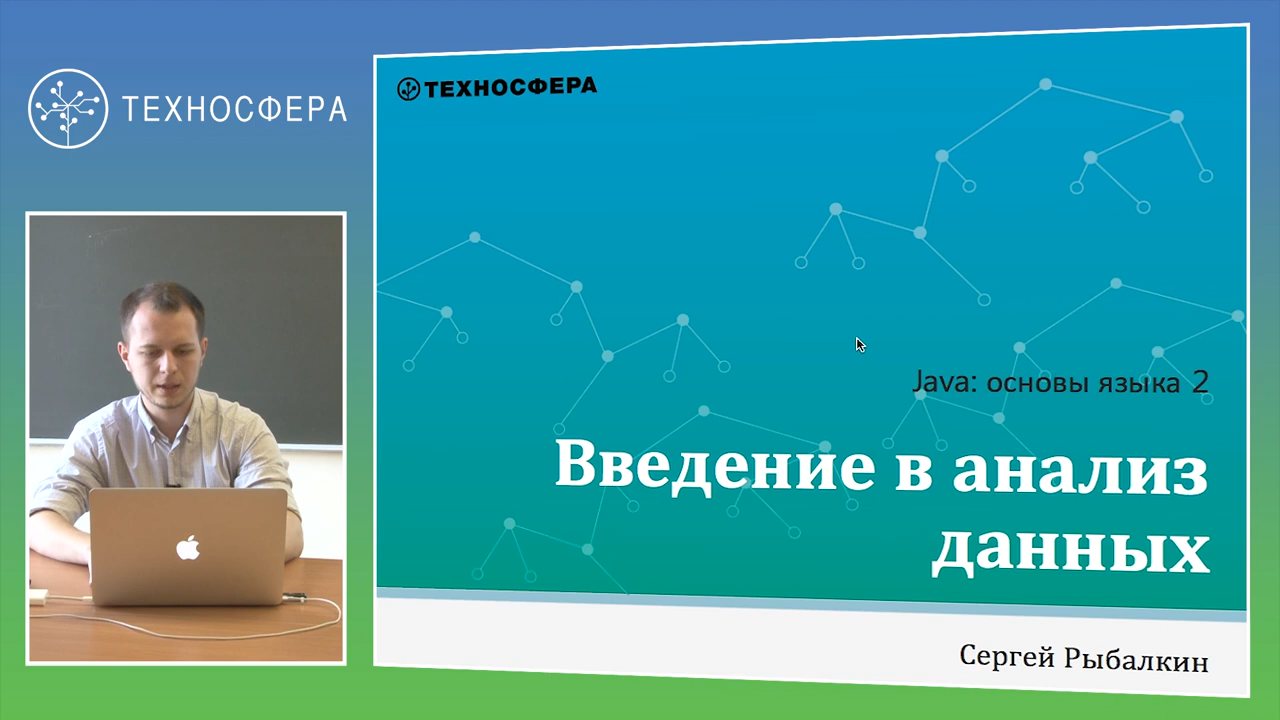 ТЕХНОСФЕРА
ТЕХНОСФЕРА
Java: основы языка 2
Введение в анализ
данных
Сергей Рыбалкин